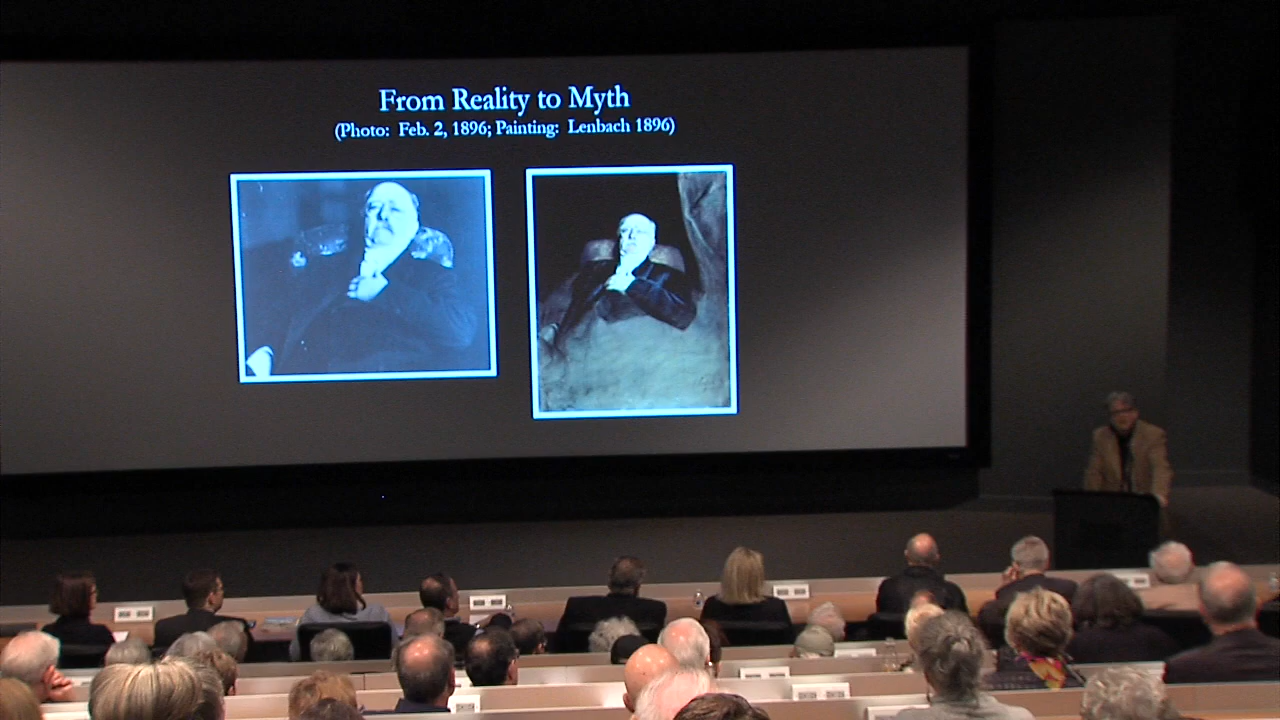 From Reality to Myth
(Photo: Feb. 2, 1896; Painting: Lenbach 1896)